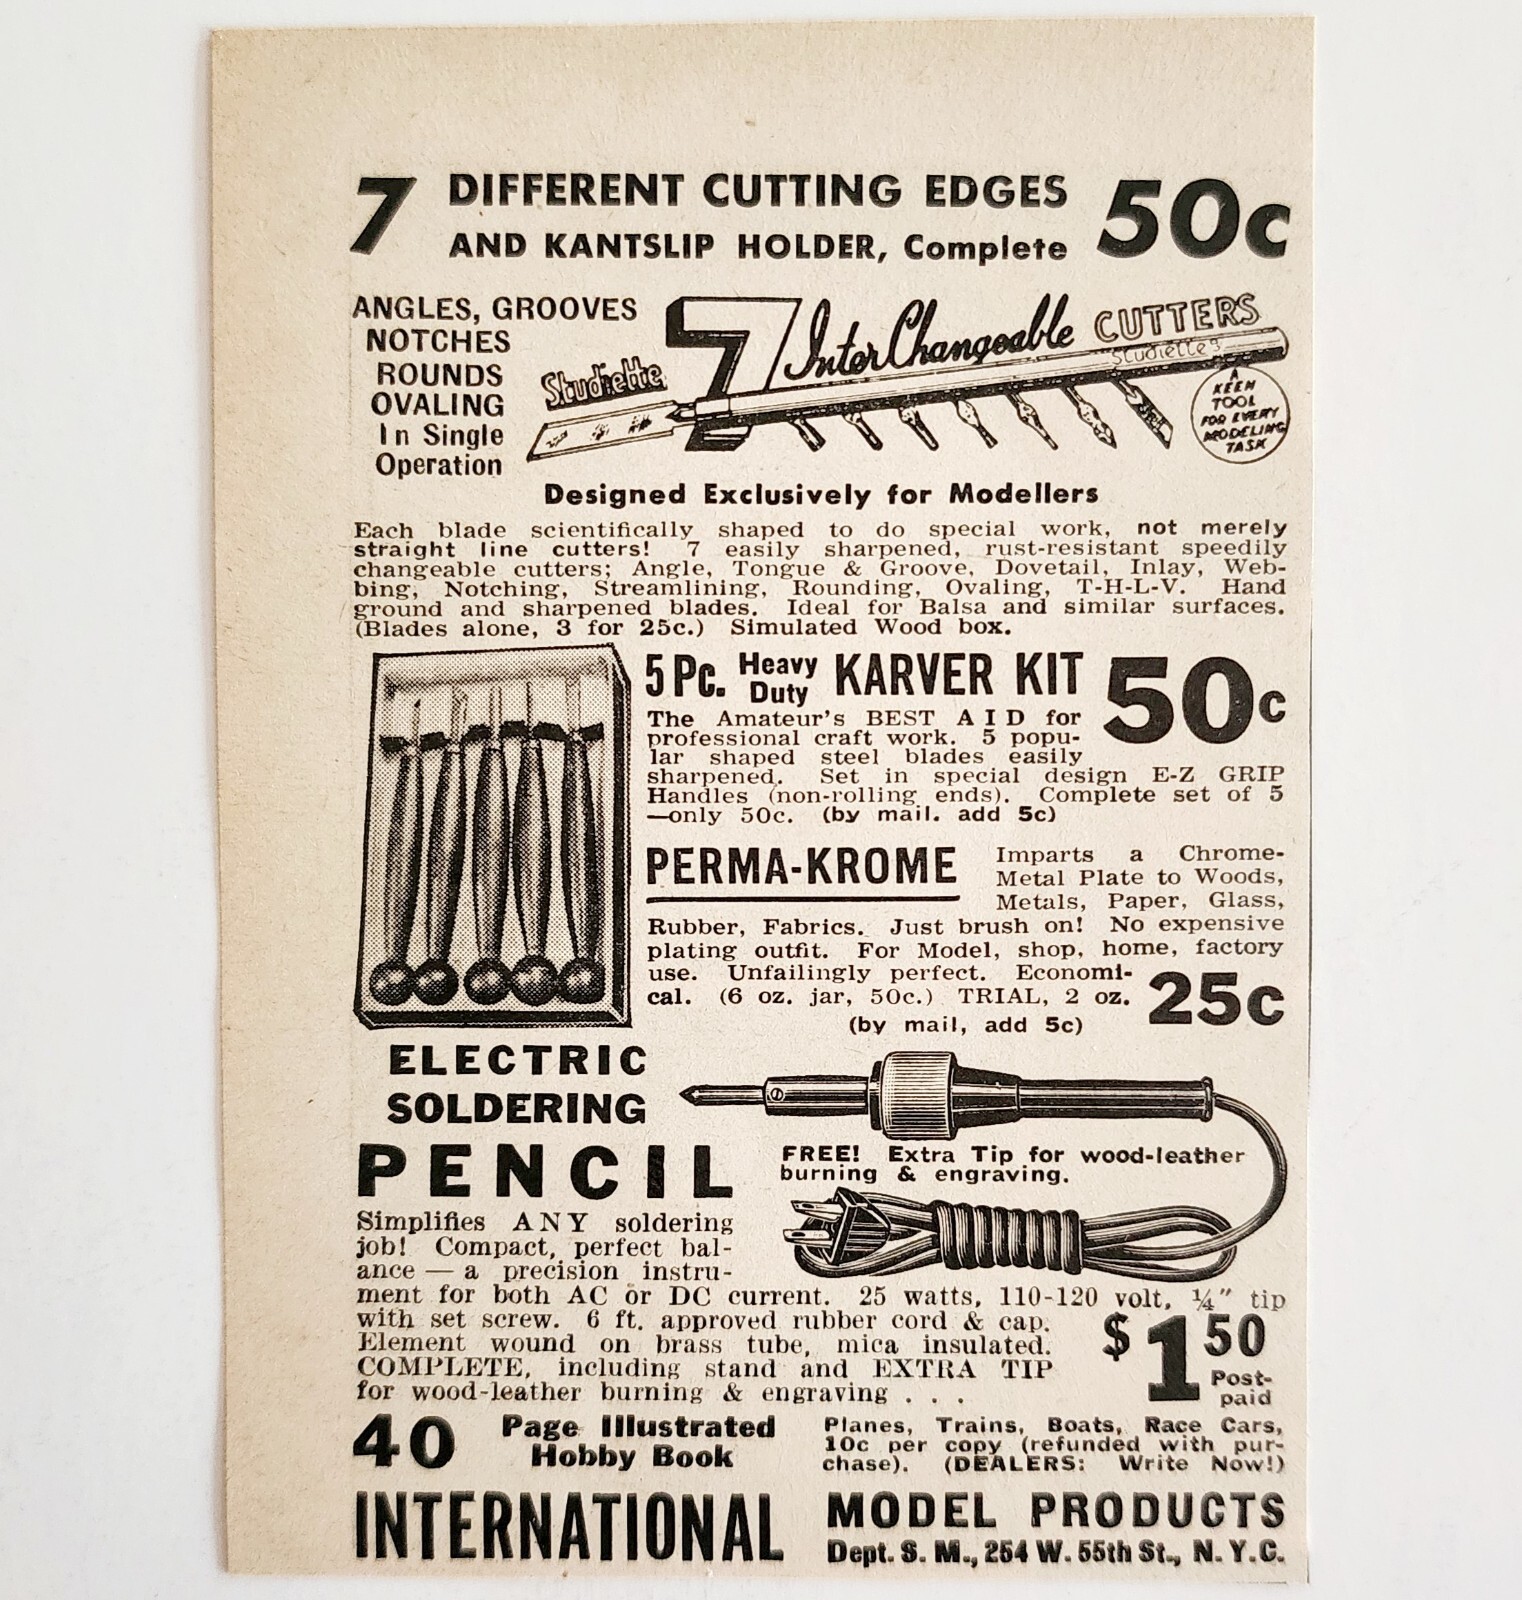 7 DIFFERENT CUTTING EDGES 50c
AND KANTSLIP HOLDER, Complete
ANGLES, GROOVES
NOTCHES
ROUNDS
OVALING
In Single
Operation
Studiette 7 InterChangeable CUTTERS
Studiette
A
KEEN
TOOL
FOR EVERY
MODELING
TASK
Designed Exclusively for Modellers
Each blade scientifically shaped to do special work, not merely
straight line cutters! 7 easily sharpened, rust-resistant speedily
changeable cutters; Angle, Tongue & Groove, Dovetail, Inlay, Web-
bing, Notching, Streamlining, Rounding, Ovaling, T-H-L-V. Hand
ground and sharpened blades. Ideal for Balsa and similar surfaces.
(Blades alone, 3 for 25c.) Simulated Wood box.
5 Pc. Heavy Duty KARVER KIT 50c
The Amateur's BEST AID for
professional craft work. 5 popu-
lar shaped steel blades easily
sharpened. Set in special design E-Z GRIP
Handles (non-rolling ends). Complete set of 5
—only 50c. (by mail. add 5c)
PERMA-KROME
Imparts a Chrome-
Metal Plate to Woods,
Metals, Paper, Glass,
Rubber, Fabrics. Just brush on! No expensive
plating outfit. For Model, shop, home, factory
use. Unfailingly perfect. Economi-
cal. (6 oz. jar, 50c.) TRIAL, 2 oz. 25c
(by mail, add 5c)
ELECTRIC
SOLDERING
PENCIL
FREE! Extra Tip for wood-leather
burning & engraving.
Simplifies ANY soldering
job! Compact, perfect bal-
ance — a precision instru-
ment for both AC or DC current. 25 watts, 110-120 volt, ¼" tip
with set screw. 6 ft. approved rubber cord & cap.
Element wound on brass tube, mica insulated.
COMPLETE, including stand and EXTRA TIP
for wood-leather burning & engraving . . .
$1 50
Post-
paid
40 Page Illustrated
Hobby Book
Planes, Trains, Boats, Race Cars,
10c per copy (refunded with pur-
chase). (DEALERS: Write Now!)
INTERNATIONAL MODEL PRODUCTS
Dept. S. M., 254 W. 55th St., N. Y. C.